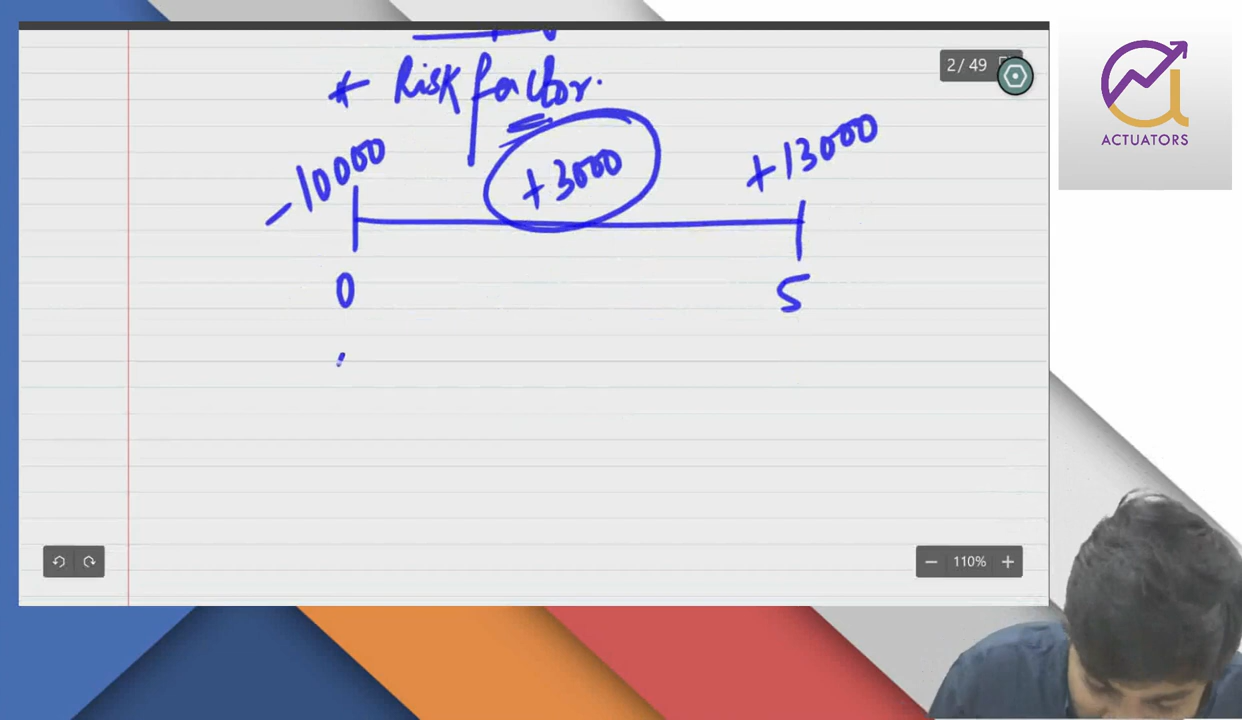 * Risk factor.
2 / 49
ACTUATORS
-10000 +3000 +13000
0 5
110%